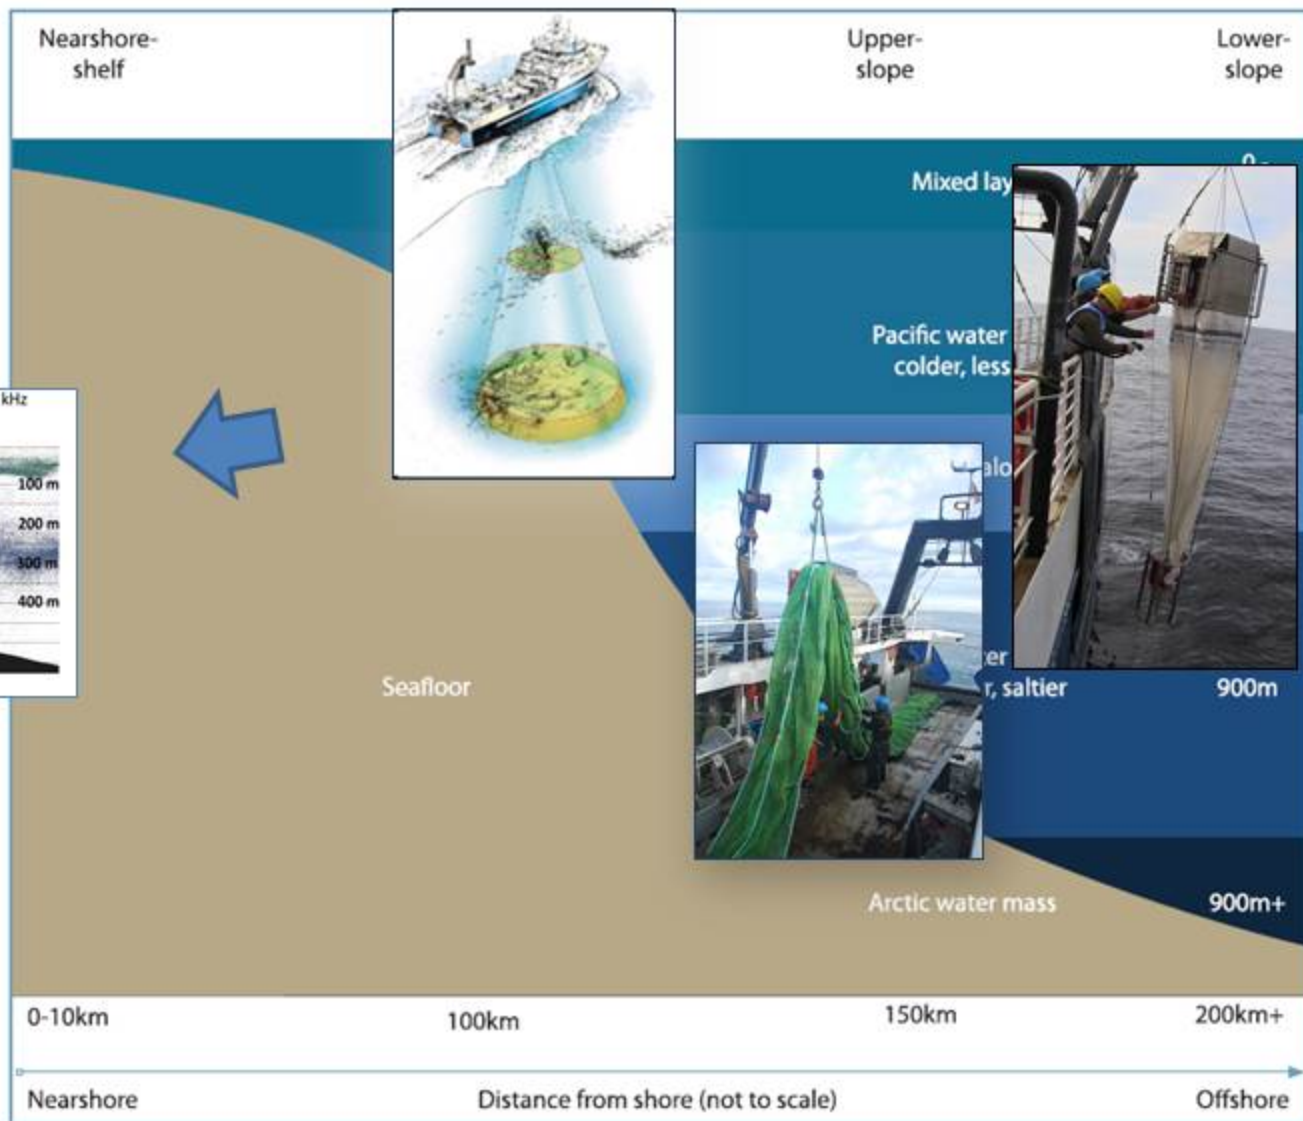 Nearshore-
shelf
Upper-
slope
Lower-
slope
Mixed lay
Pacific water
colder, less
kHz
100 m
200 m
300 m
400 m
Seafloor
r, saltier
900m
Arctic water mass
900m+
0-10km
100km
150km
200km+
Nearshore
Distance from shore (not to scale)
Offshore